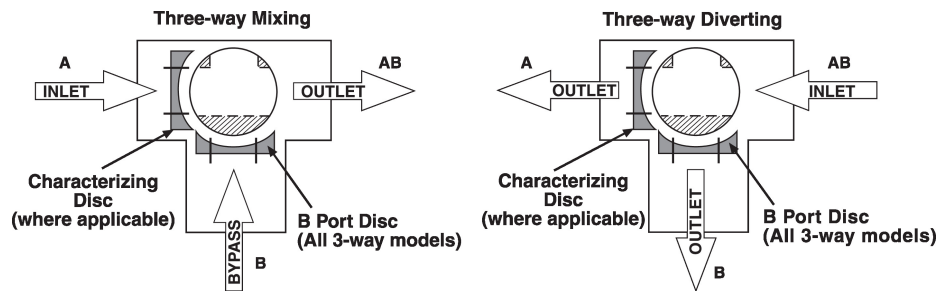 Three-way Mixing
A
INLET
AB
OUTLET
Characterizing
Disc
(where applicable)
BYPASS
B
B Port Disc
(All 3-way models)
Three-way Diverting
A
OUTLET
AB
INLET
Characterizing
Disc
(where applicable)
OUTLET
B
B Port Disc
(All 3-way models)